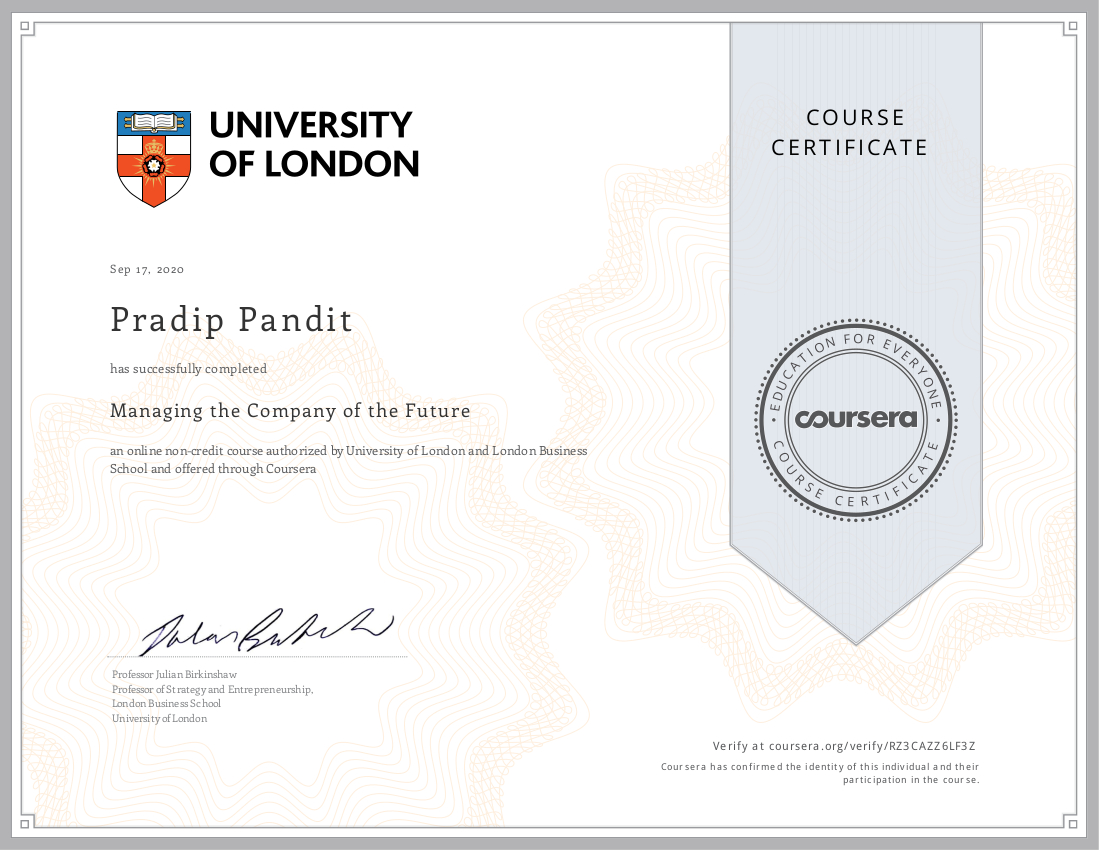 UNIVERSITY
OF LONDON
COURSE
CERTIFICATE
Sep 17, 2020
Pradip Pandit
has successfully completed
Managing the Company of the Future
an online non-credit course authorized by University of London and London Business
School and offered through Coursera
EDUCATION FOR EVERYONE
coursera
COURSE CERTIFICATE
Professor Julian Birkinshaw
Professor of Strategy and Entrepreneurship,
London Business School
University of London
Verify at coursera.org/verify/RZ3CAZZ6LF3Z
Coursera has confirmed the identity of this individual and their
participation in the course.